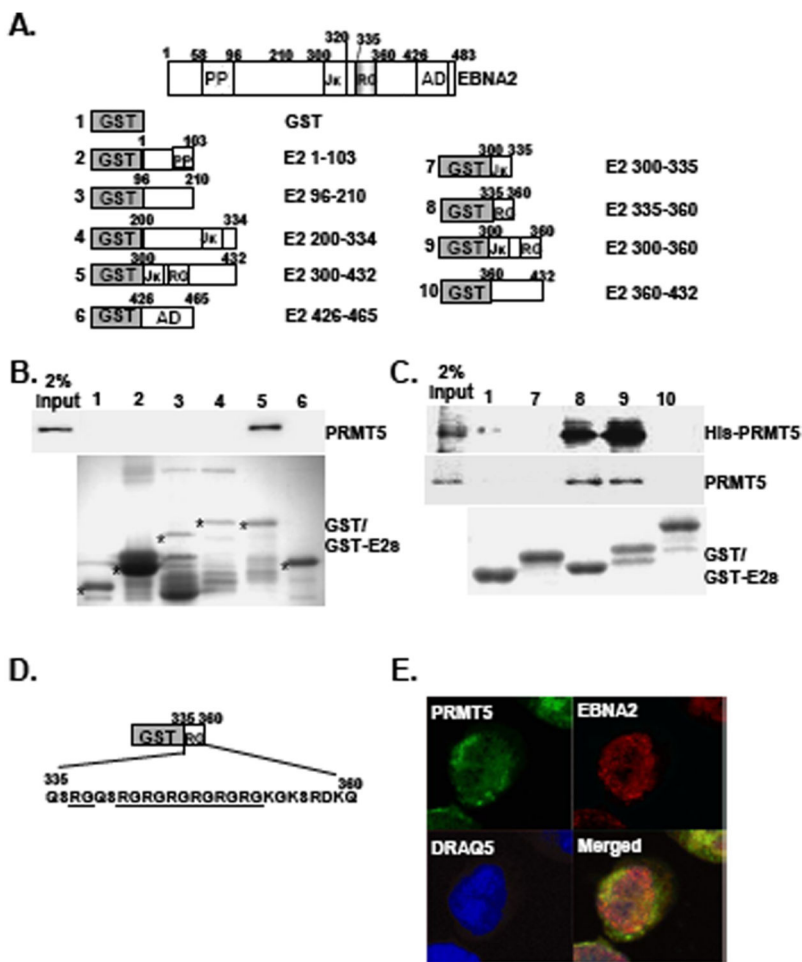 A.
1 58 96 210 300 320 335 360 426 483
PP Jκ RG AD EBNA2
1 GST GST
2 GST 1 103 PP E2 1-103
3 GST 96 210 E2 96-210
4 GST 200 334 Jκ E2 200-334
5 GST 300 432 Jκ RG E2 300-432
6 GST 426 465 AD E2 426-465
7 GST 300 335 Jκ E2 300-335
8 GST 335 360 RG E2 335-360
9 GST 300 360 Jκ RG E2 300-360
10 GST 360 432 E2 360-432
B.
2%
Input 1 2 3 4 5 6
PRMT5
* * * * * *
GST/
GST-E2s
C.
2%
Input 1 7 8 9 10
His-PRMT5
PRMT5
GST/
GST-E2s
D.
335 360
GST RG
335 360
QSRGQSRGRGRGRGRGRGKGKSRDKQ
E.
PRMT5 EBNA2
DRAQ5 Merged